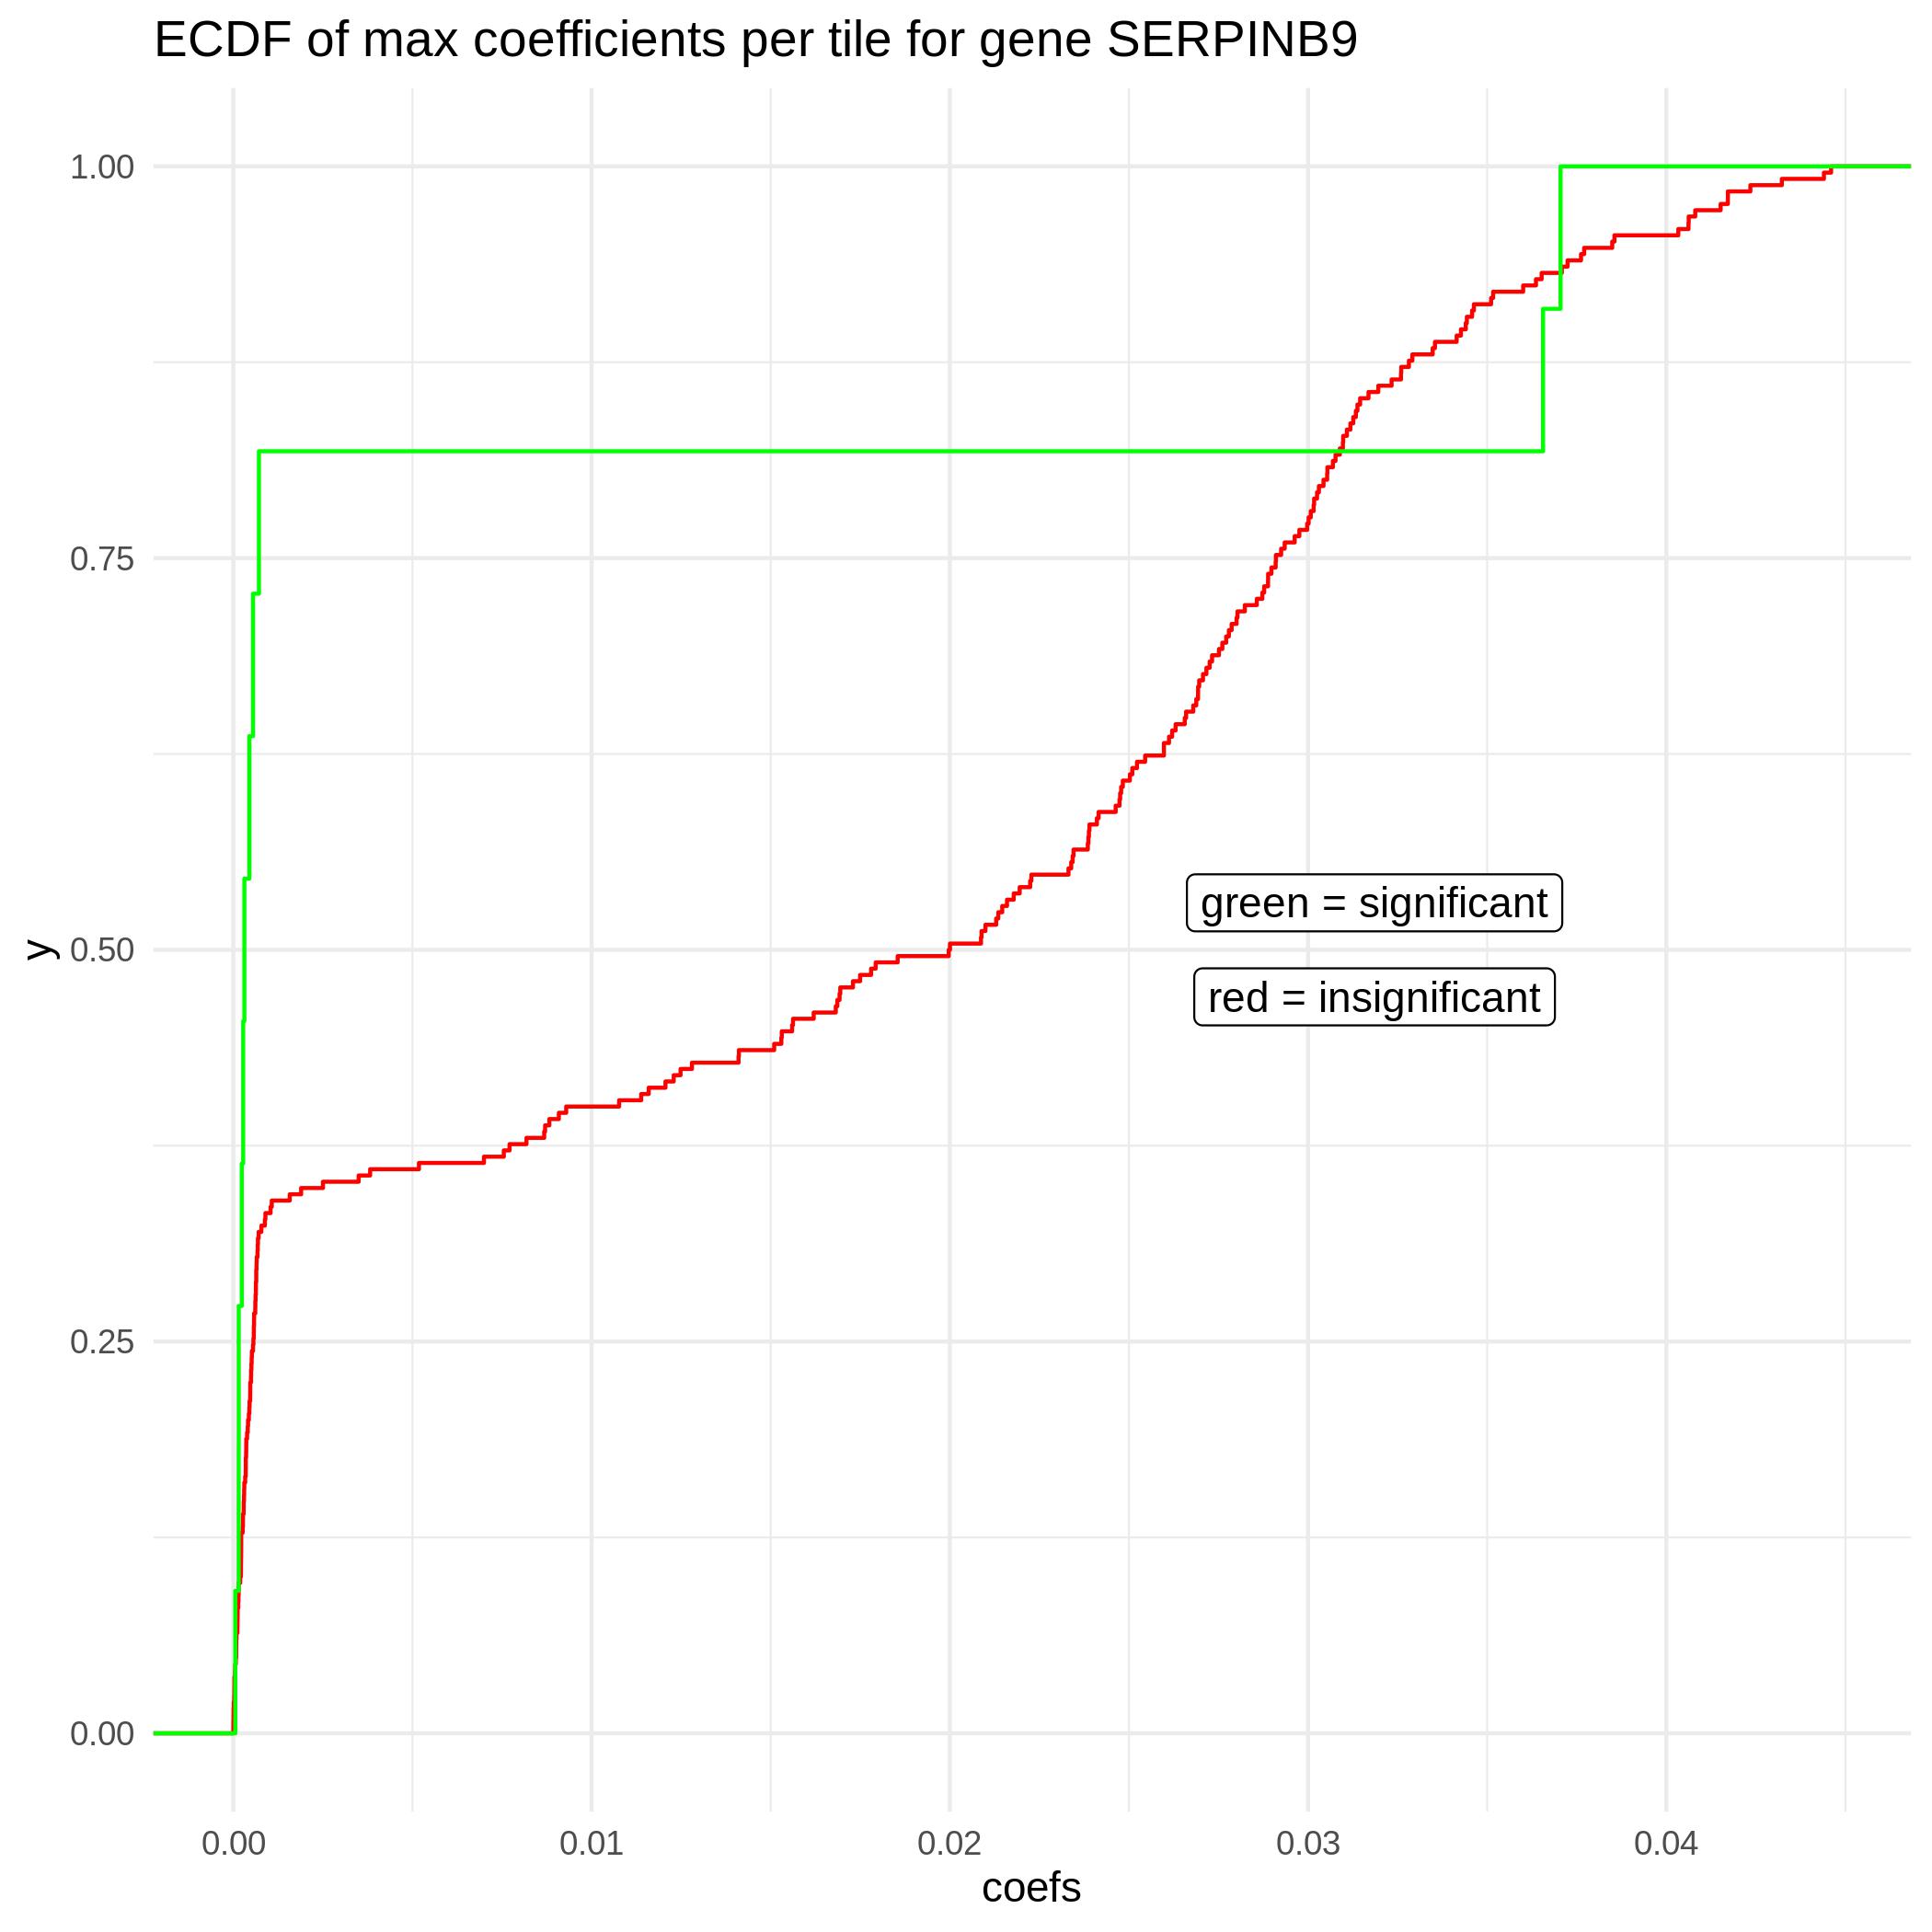 ECDF of max coefficients per tile for gene SERPINB9
1.00
0.75
0.50
0.25
0.00
y
green = significant
red = insignificant
0.00 0.01 0.02 0.03 0.04
coefs